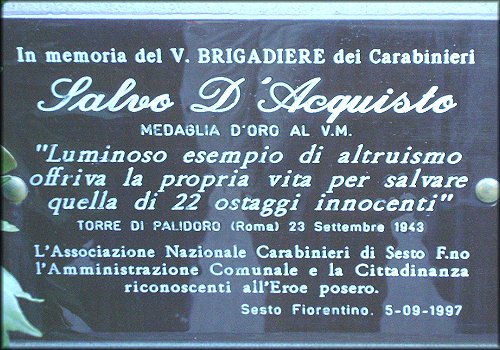 In memoria del V. BRIGADIERE dei Carabinieri
Salvo D'Acquisto
MEDAGLIA D'ORO AL V.M.
"Luminoso esempio di altruismo
offriva la propria vita per salvare
quella di 22 ostaggi innocenti"
TORRE DI PALIDORO (Roma) 23 Settembre 1943
L'Associazione Nazionale Carabinieri di Sesto F.no
l'Amministrazione Comunale e la Cittadinanza
riconoscenti all'Eroe posero.
Sesto Fiorentino. 5-09-1997